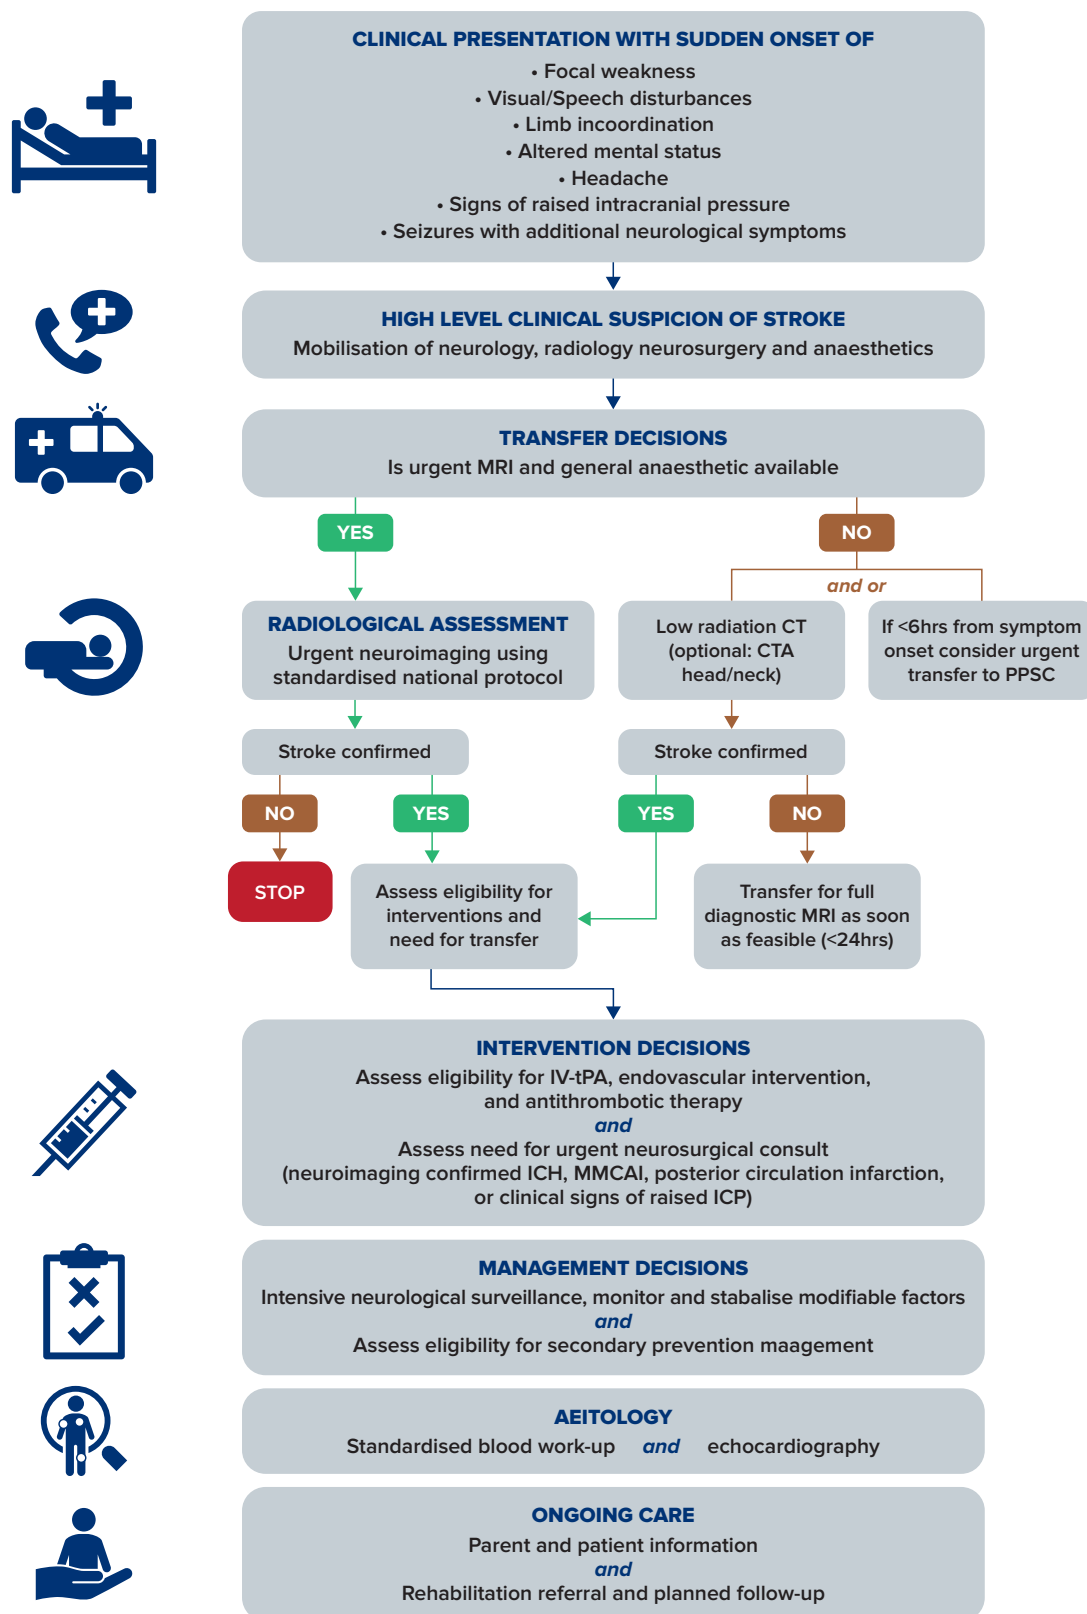 CLINICAL PRESENTATION WITH SUDDEN ONSET OF
• Focal weakness
• Visual/Speech disturbances
• Limb incoordination
• Altered mental status
• Headache
• Signs of raised intracranial pressure
• Seizures with additional neurological symptoms
HIGH LEVEL CLINICAL SUSPICION OF STROKE
Mobilisation of neurology, radiology neurosurgery and anaesthetics
TRANSFER DECISIONS
Is urgent MRI and general anaesthetic available
YES
NO
and or
RADIOLOGICAL ASSESSMENT
Urgent neuroimaging using
standardised national protocol
Low radiation CT
(optional: CTA
head/neck)
If <6hrs from symptom
onset consider urgent
transfer to PPSC
Stroke confirmed
Stroke confirmed
NO
YES
YES
NO
STOP
Assess eligibility for
interventions and
need for transfer
Transfer for full
diagnostic MRI as soon
as feasible (<24hrs)
INTERVENTION DECISIONS
Assess eligibility for IV-tPA, endovascular intervention,
and antithrombotic therapy
and
Assess need for urgent neurosurgical consult
(neuroimaging confirmed ICH, MMCAI, posterior circulation infarction,
or clinical signs of raised ICP)
MANAGEMENT DECISIONS
Intensive neurological surveillance, monitor and stabalise modifiable factors
and
Assess eligibility for secondary prevention maagement
AEITOLOGY
Standardised blood work-up and echocardiography
ONGOING CARE
Parent and patient information
and
Rehabilitation referral and planned follow-up